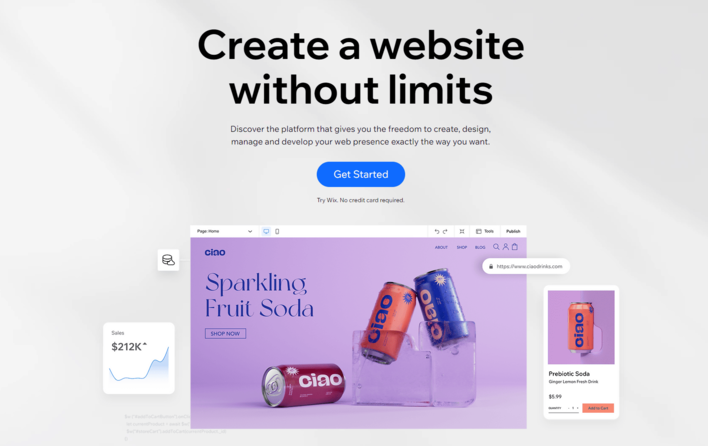 Create a website
without limits
Discover the platform that gives you the freedom to create, design,
manage and develop your web presence exactly the way you want.
Get Started
Try Wix. No credit card required.
Page: Home
Tools
Publish
ciao
ABOUT
SHOP
BLOG
https://www.ciaodrinks.com
Sparkling
Fruit Soda
SHOP NOW
ciao
ciao
ciao
Sales
$212K
ciao
Prebiotic Soda
Ginger Lemon Fresh Drink
$5.99
QUANTITY
- 1 +
Add to Cart